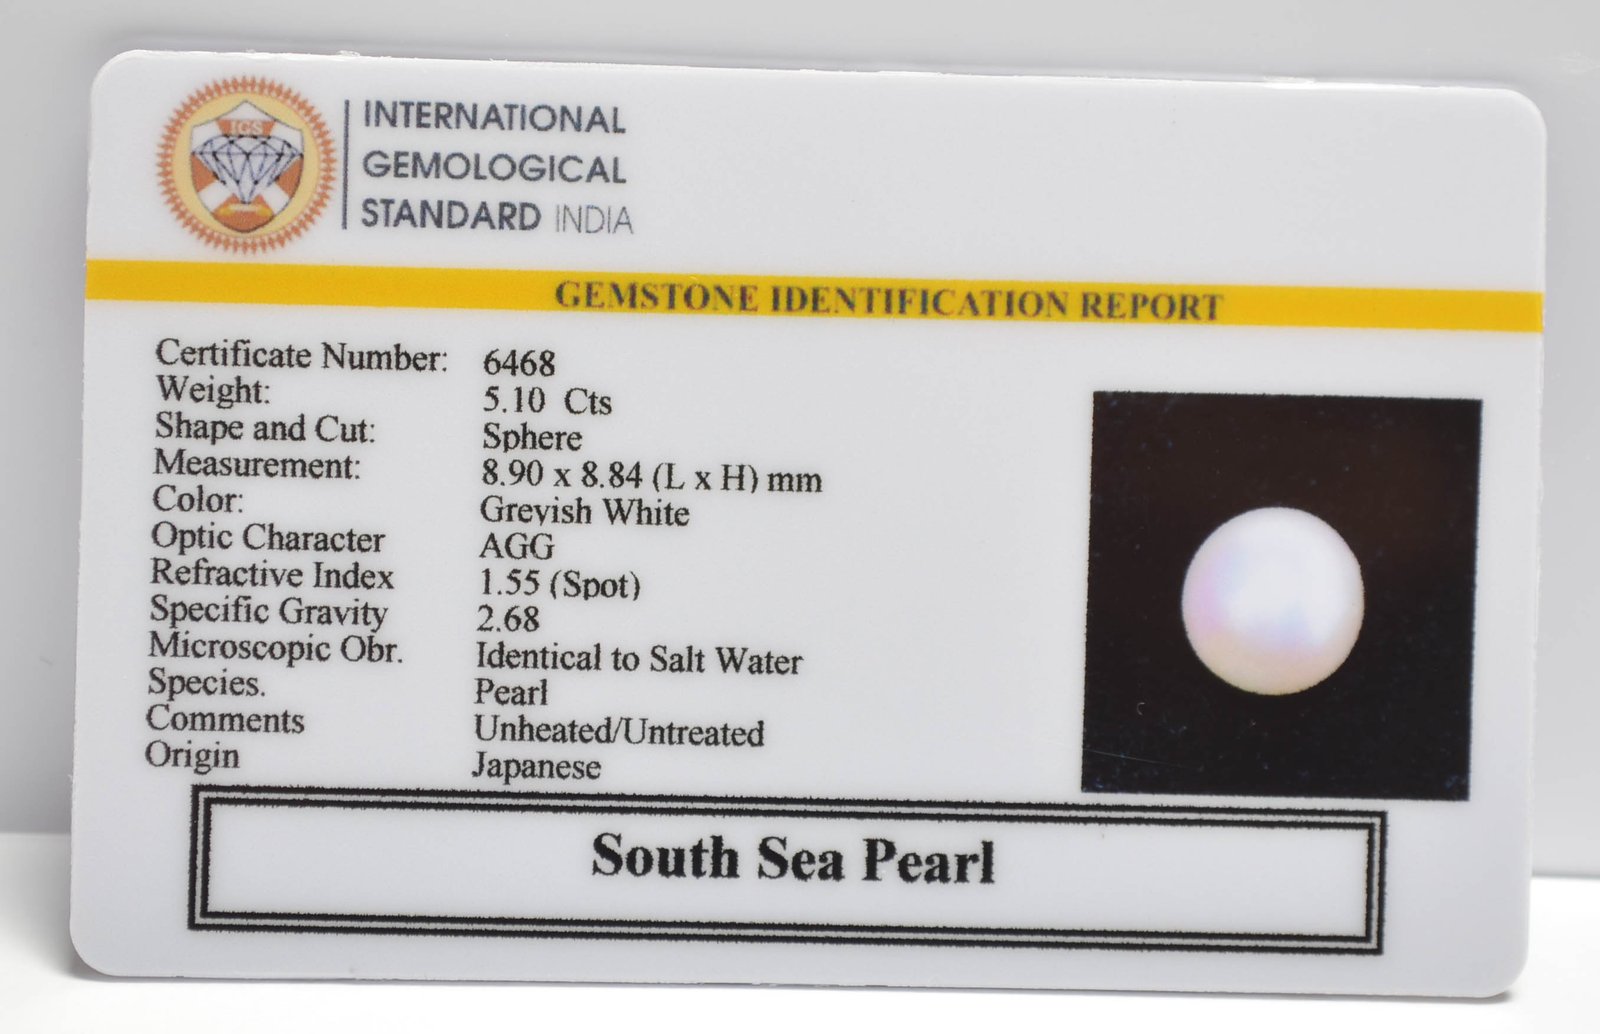 IGS
INTERNATIONAL
GEMOLOGICAL
STANDARD INDIA
GEMSTONE IDENTIFICATION REPORT
Certificate Number: 6468
Weight: 5.10 Cts
Shape and Cut: Sphere
Measurement: 8.90 x 8.84 (L x H) mm
Color: Greyish White
Optic Character AGG
Refractive Index 1.55 (Spot)
Specific Gravity 2.68
Microscopic Obr. Identical to Salt Water
Species. Pearl
Comments Unheated/Untreated
Origin Japanese
South Sea Pearl